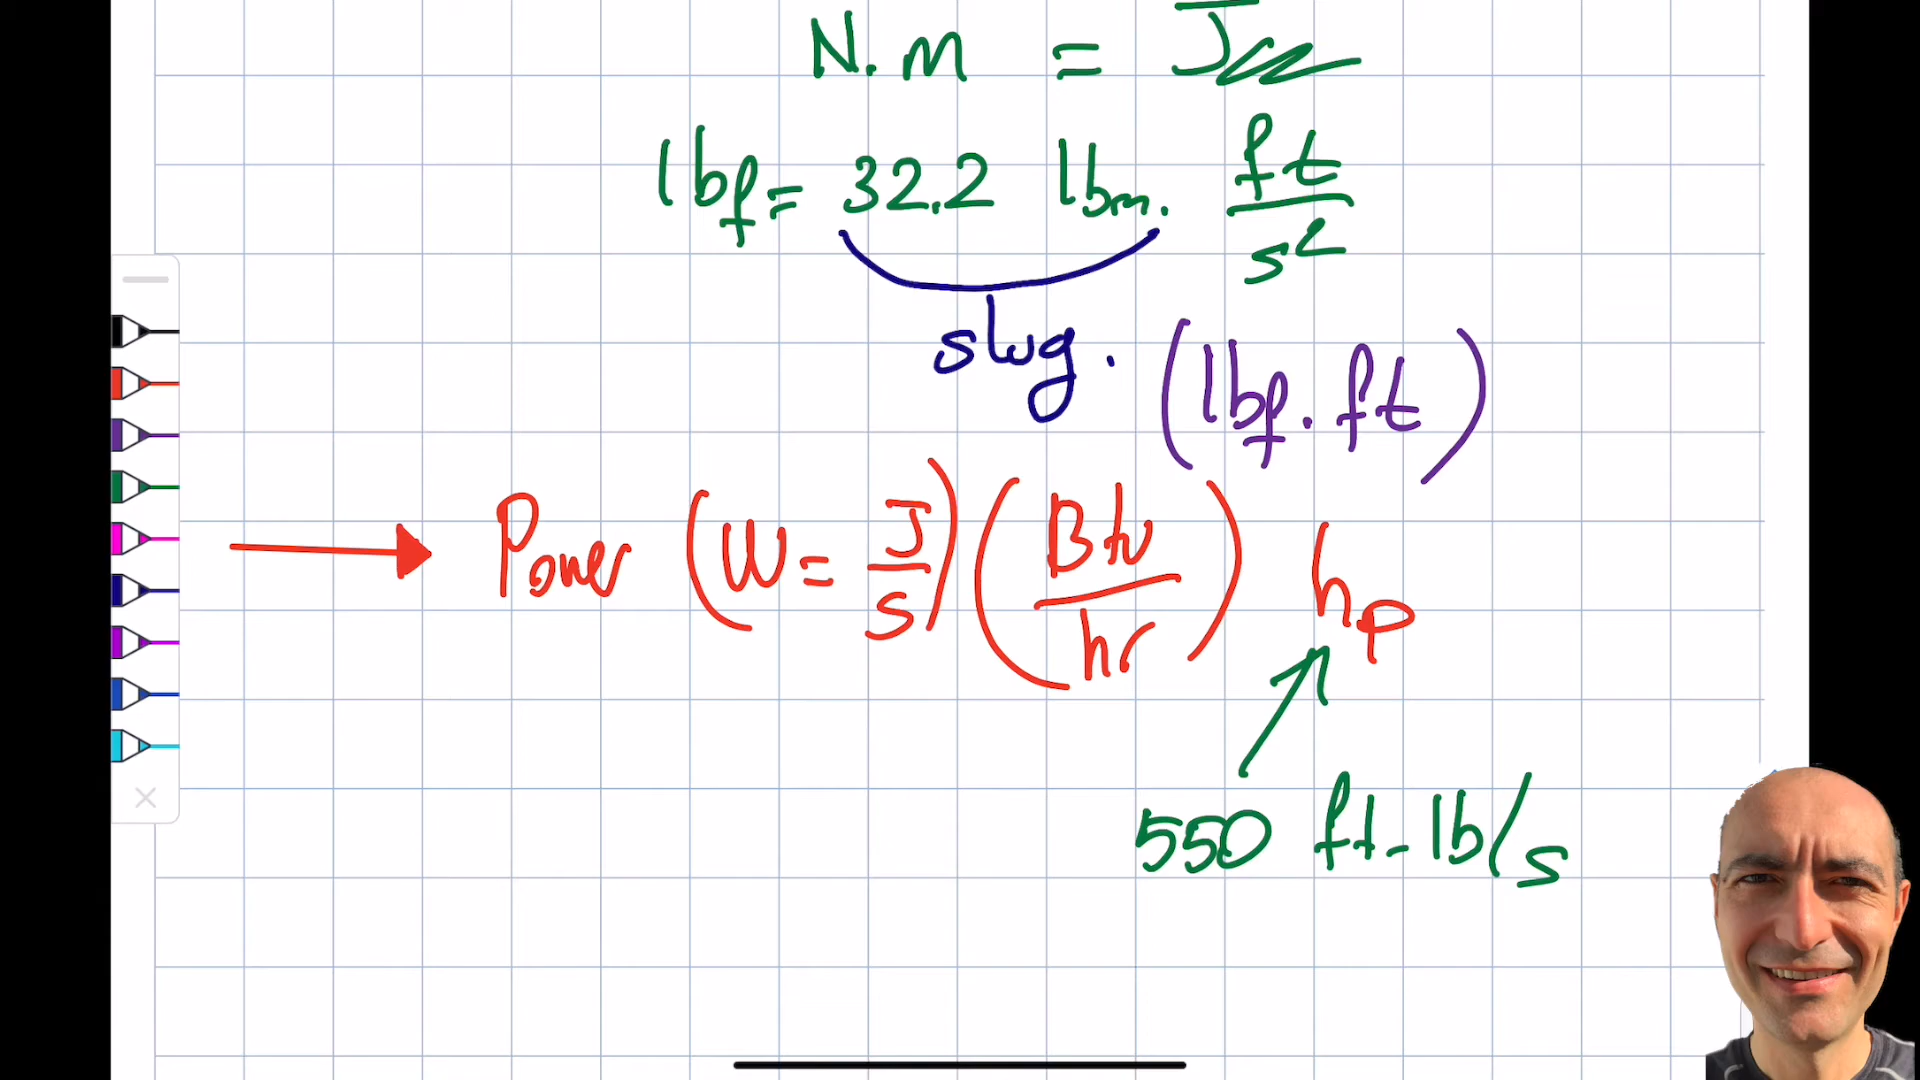 N.m = J
lbf = 32.2 lbm. ft/s²
slug.
(lbf.ft)
Power (W = J/s) (Btu/hr) hp
550 ft-lb/s